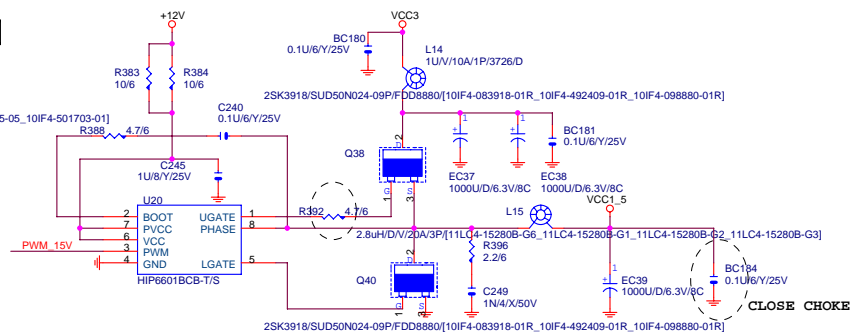 +12V
VCC3
BC180
0.1U/6/Y/25V
L14
1U/V/10A/1P/3726/D
R383
10/6
R384
10/6
2SK3918/SUD50N024-09P/FDD8880/[10IF4-083918-01R_10IF4-492409-01R_10IF4-098880-01R]
C240
0.1U/6/Y/25V
5-05_10IF4-501703-01]
R388
4.7/6
1
1
BC181
0.1U/6/Y/25V
C245
1U/8/Y/25V
Q38
2
D
G
S
1
3
EC37
1000U/D/6.3V/8C
EC38
1000U/D/6.3V/8C
U20
R392
4.7/6
L15
VCC1_5
2 BOOT UGATE 1
7 PVCC PHASE 8
6 VCC
PWM_15V 3 PWM
4 GND LGATE 5
HIP6601BCB-T/S
2.8uH/D/V/20A/3P/[11LC4-15280B-G6_11LC4-15280B-G1_11LC4-15280B-G2_11LC4-15280B-G3]
R396
2.2/6
Q40
2
D
G
S
1
3
C249
1N/4/X/50V
1
EC39
1000U/D/6.3V/8C
BC184
0.1U/6/Y/25V
CLOSE CHOKE
2SK3918/SUD50N024-09P/FDD8880/[10IF4-083918-01R_10IF4-492409-01R_10IF4-098880-01R]